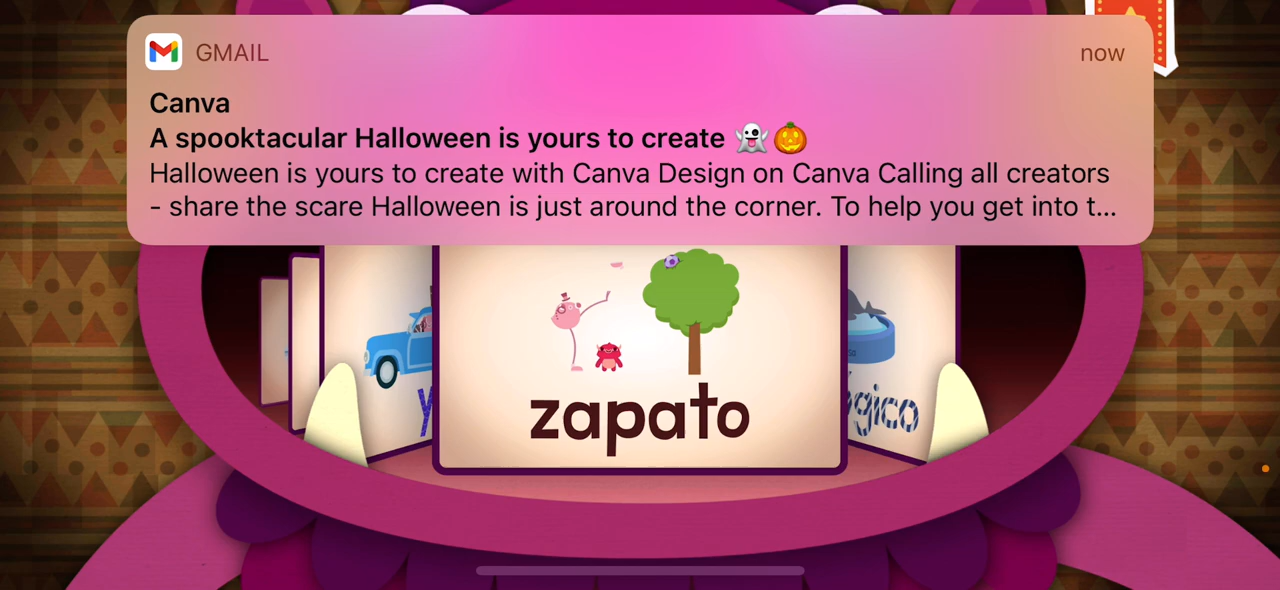 GMAIL
now
Canva
A spooktacular Halloween is yours to create 👻🎃
Halloween is yours to create with Canva Design on Canva Calling all creators
- share the scare Halloween is just around the corner. To help you get into t...
zapato